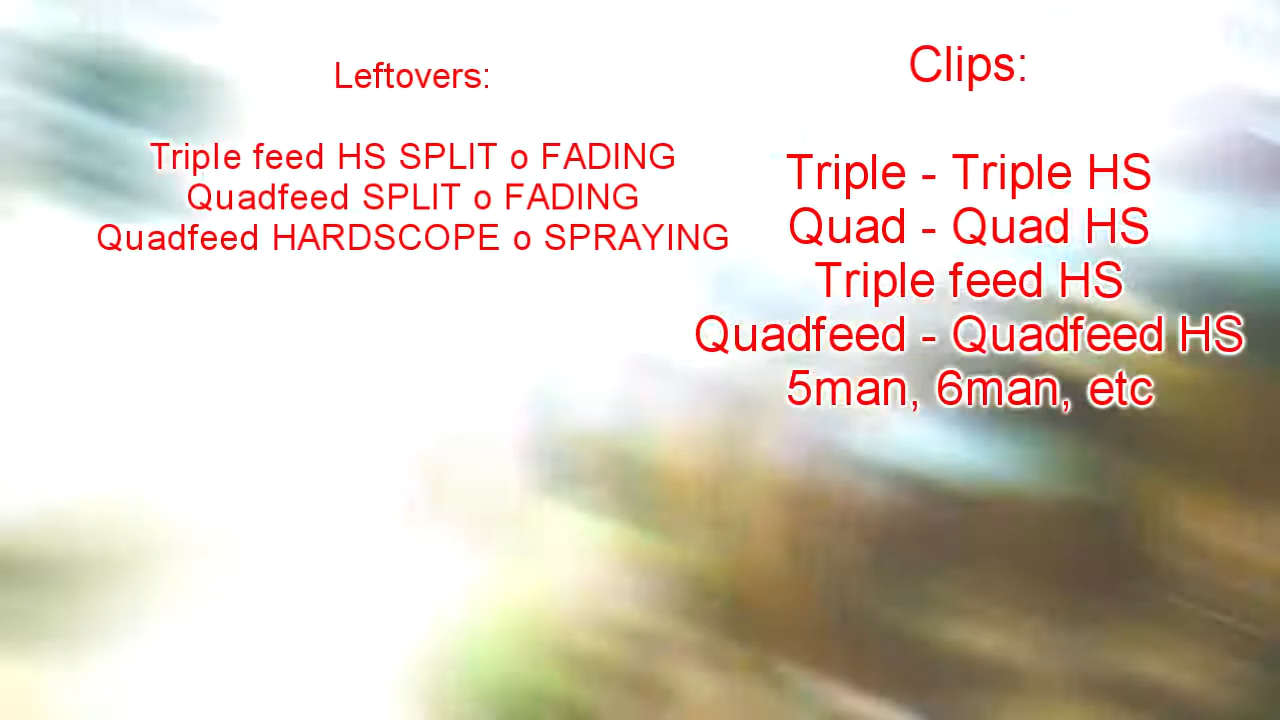 Leftovers:
Triple feed HS SPLIT o FADING
Quadfeed SPLIT o FADING
Quadfeed HARDSCOPE o SPRAYING
Clips:
Triple - Triple HS
Quad - Quad HS
Triple feed HS
Quadfeed - Quadfeed HS
5man, 6man, etc